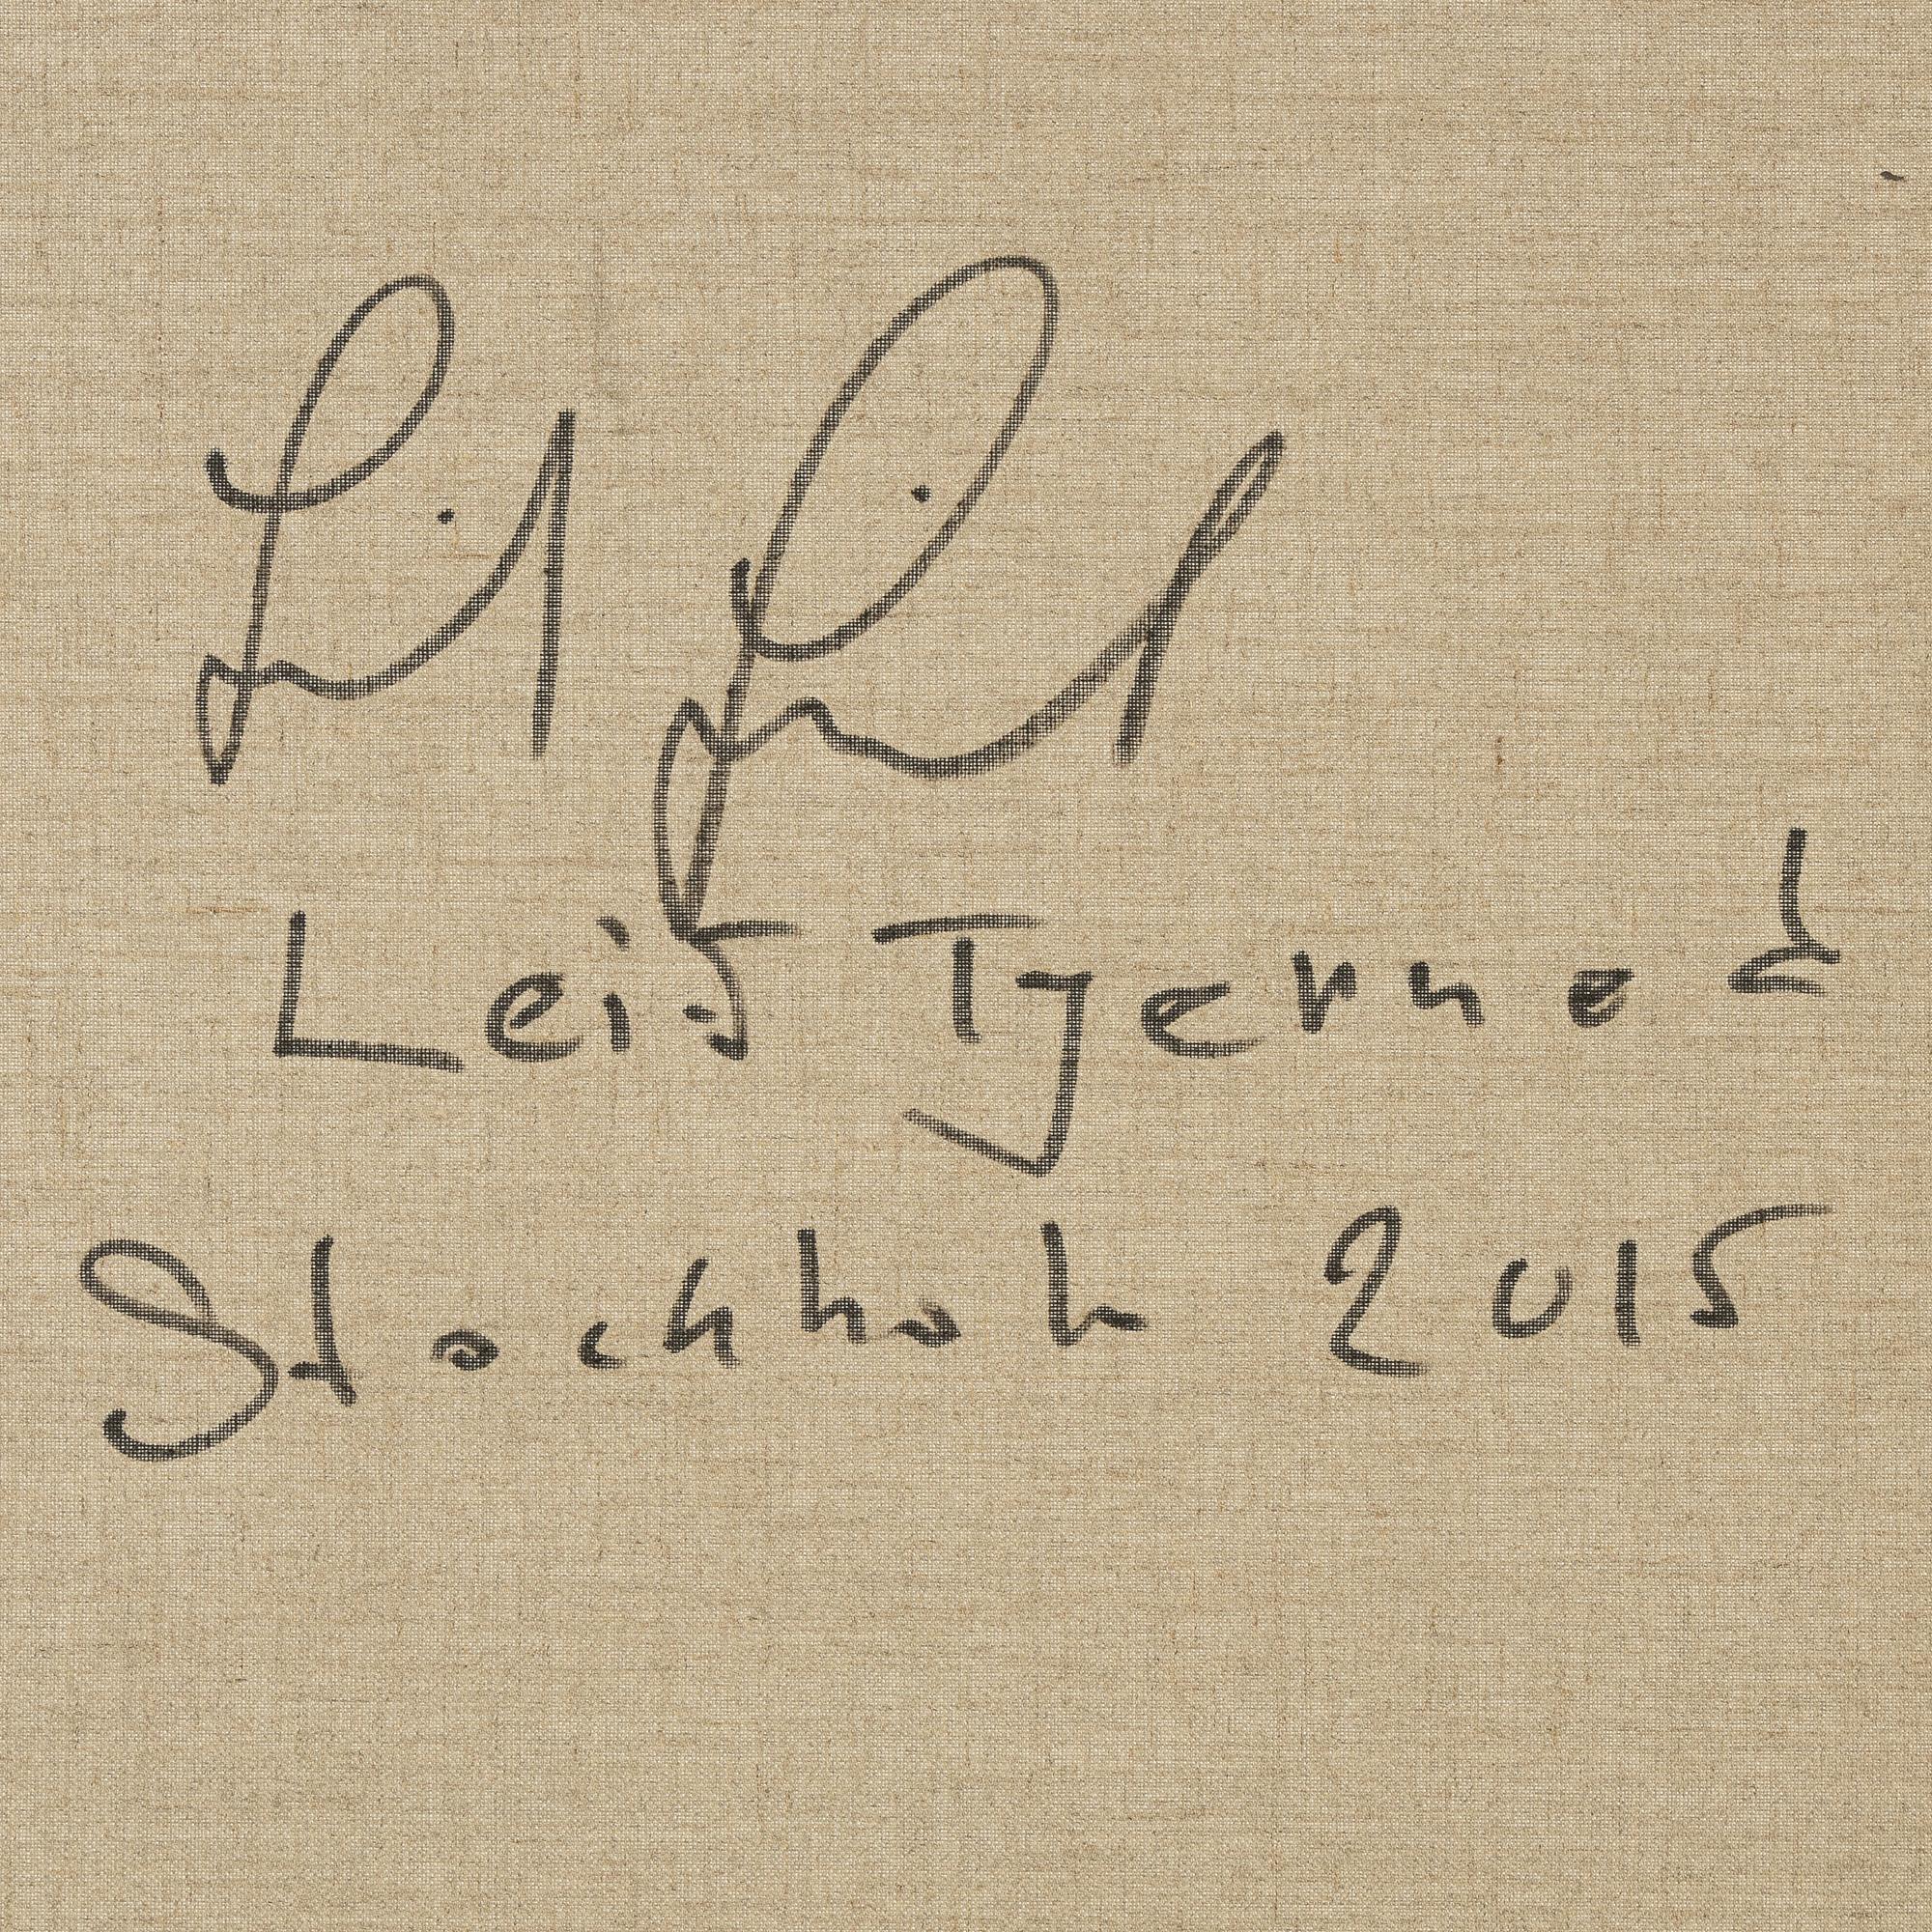 Leif Tjerned
Stockholm 2015